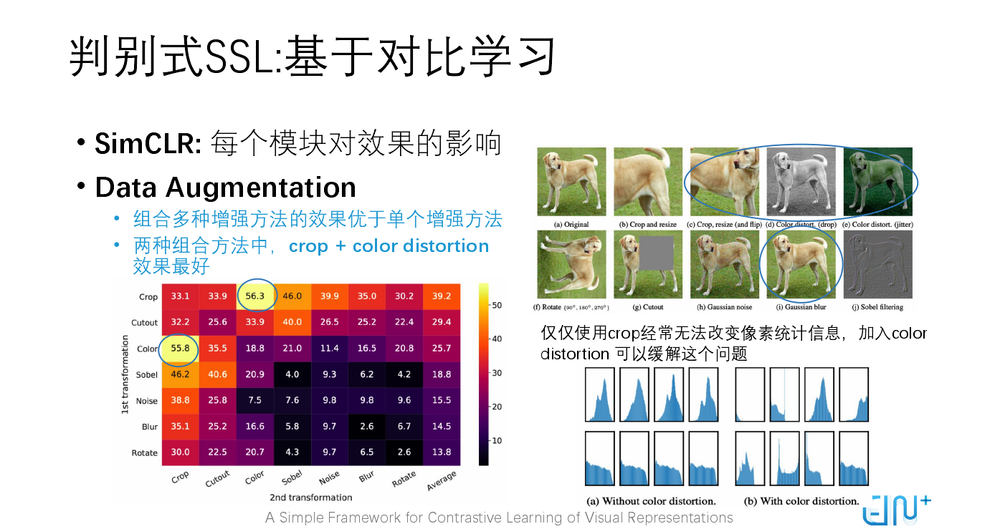 判别式SSL:基于对比学习
• SimCLR: 每个模块对效果的影响
• Data Augmentation
• 组合多种增强方法的效果优于单个增强方法
• 两种组合方法中，crop + color distortion
效果最好
1st transformation
Crop 33.1 33.9 56.3 46.0 39.9 35.0 30.2 39.2
Cutout 32.2 25.6 33.9 40.0 26.5 25.2 22.4 29.4
Color 55.8 35.5 18.8 21.0 11.4 16.5 20.8 25.7
Sobel 46.2 40.6 20.9 4.0 9.3 6.2 4.2 18.8
Noise 38.8 25.8 7.5 7.6 9.8 9.8 9.6 15.5
Blur 35.1 25.2 16.6 5.8 9.7 2.6 6.7 14.5
Rotate 30.0 22.5 20.7 4.3 9.7 6.5 2.6 13.8
Crop Cutout Color Sobel Noise Blur Rotate Average
2nd transformation
50
40
30
20
10
(a) Original (b) Crop and resize (c) Crop, resize (and flip) (d) Color distort. (drop) (e) Color distort. (jitter)
(f) Rotate {90°, 180°, 270°} (g) Cutout (h) Gaussian noise (i) Gaussian blur (j) Sobel filtering
仅仅使用crop经常无法改变像素统计信息，加入color
distortion 可以缓解这个问题
(a) Without color distortion. (b) With color distortion.
A Simple Framework for Contrastive Learning of Visual Representations